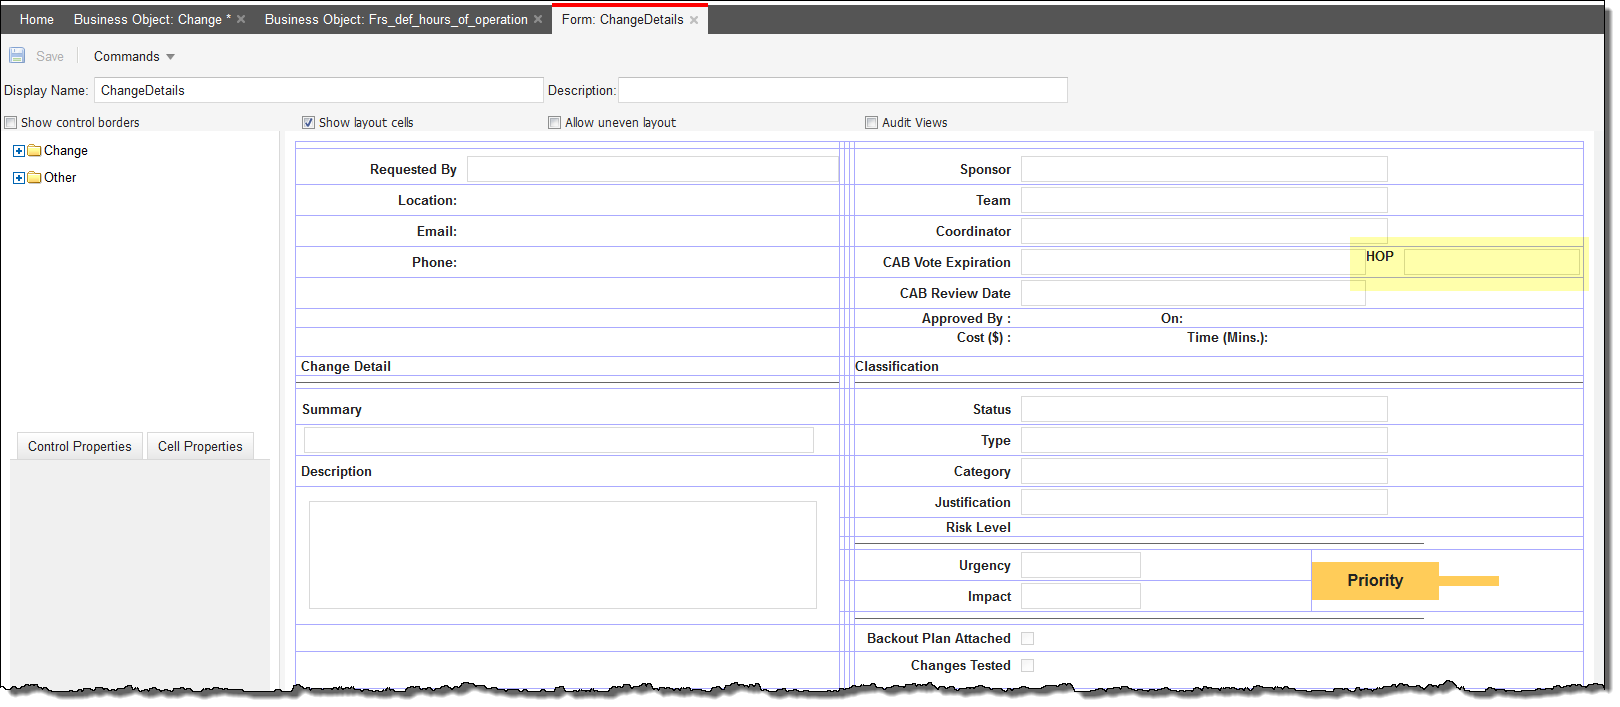 Home Business Object: Change * × Business Object: Frs_def_hours_of_operation × Form: ChangeDetails ×
Save Commands
Display Name: ChangeDetails Description:
Show control borders Show layout cells Allow uneven layout Audit Views
Change
Other
Control Properties Cell Properties
Requested By
Location:
Email:
Phone:
Change Detail
Summary
Description
Sponsor
Team
Coordinator
CAB Vote Expiration HOP
CAB Review Date
Approved By : On:
Cost ($) : Time (Mins.):
Classification
Status
Type
Category
Justification
Risk Level
Urgency
Impact
Priority
Backout Plan Attached
Changes Tested